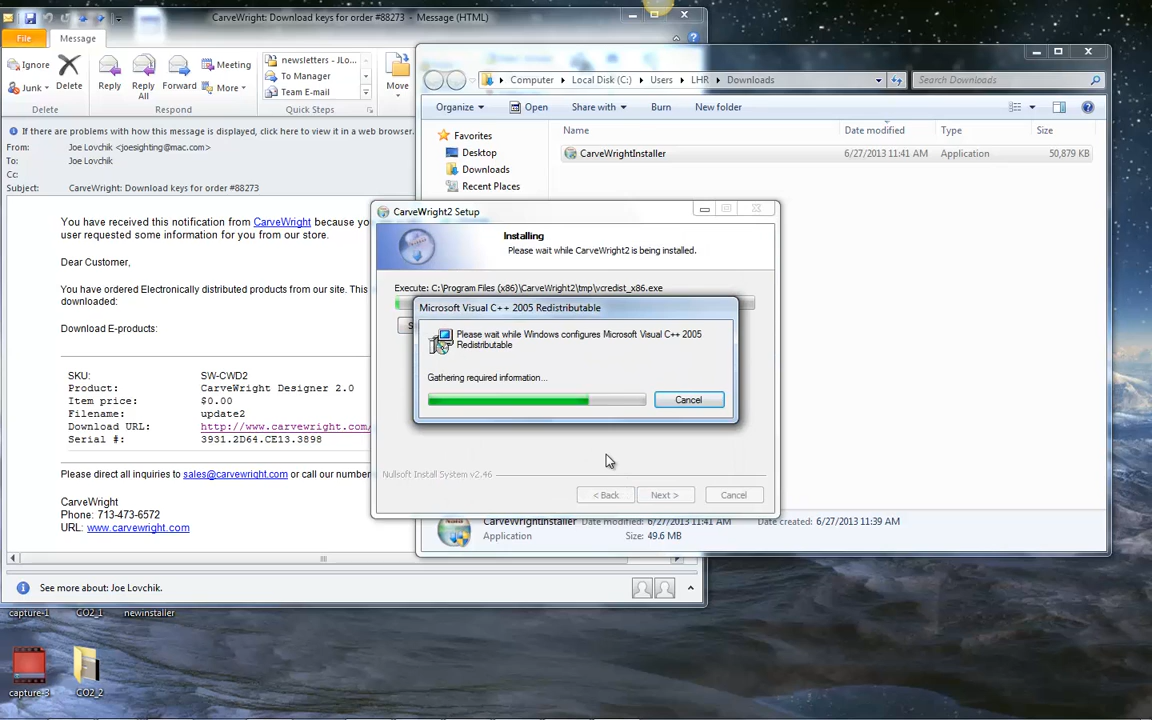 CarveWright: Download keys for order #88273 - Message (HTML)
File
Message
Ignore
Junk
Delete
Reply
Reply All
Forward
Meeting
More
newsletters - JLo...
To Manager
Team E-mail
Move
Delete
Respond
Quick Steps
If there are problems with how this message is displayed, click here to view it in a web browser.
From: Joe Lovchik <joesighting@mac.com>
To: Joe Lovchik
Cc:
Subject: CarveWright: Download keys for order #88273
You have received this notification from CarveWright because yo
user requested some information for you from our store.
Dear Customer,
You have ordered Electronically distributed products from our site. This
downloaded:
Download E-products:
SKU: SW-CWD2
Product: CarveWright Designer 2.0
Item price: $0.00
Filename: update2
Download URL: http://www.carvewright.com/
Serial #: 3931.2D64.CE13.3898
Please direct all inquiries to sales@carvewright.com or call our number
CarveWright
Phone: 713-473-6572
URL: www.carvewright.com
See more about: Joe Lovchik.
capture-1
CO2_1
newinstaller
capture-3
CO2_2
Computer
Local Disk (C:)
Users
LHR
Downloads
Search Downloads
Organize
Open
Share with
Burn
New folder
Favorites
Desktop
Downloads
Recent Places
Name
Date modified
Type
Size
CarveWrightInstaller
6/27/2013 11:41 AM
Application
50,879 KB
CarveWright2 Setup
Installing
Please wait while CarveWright2 is being installed.
Execute: C:\Program Files (x86)\CarveWright2\tmp\vcredist_x86.exe
Microsoft Visual C++ 2005 Redistributable
Please wait while Windows configures Microsoft Visual C++ 2005
Redistributable
Gathering required information...
Cancel
Nullsoft Install System v2.46
< Back
Next >
Cancel
CarveWrightInstaller Date modified: 6/27/2013 11:41 AM Date created: 6/27/2013 11:39 AM
Application Size: 49.6 MB